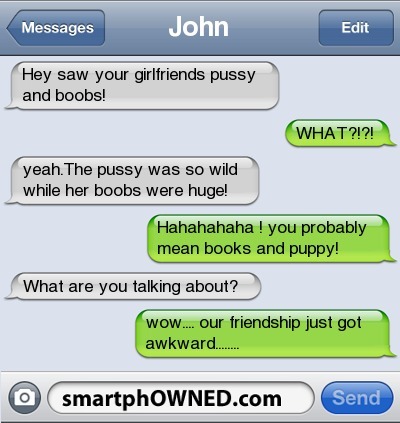 Messages
John
Edit
Hey saw your girlfriends pussy
and boobs!
WHAT?!?!
yeah.The pussy was so wild
while her boobs were huge!
Hahahahaha ! you probably
mean books and puppy!
What are you talking about?
wow.... our friendship just got
awkward........
smartphOWNED.com
Send